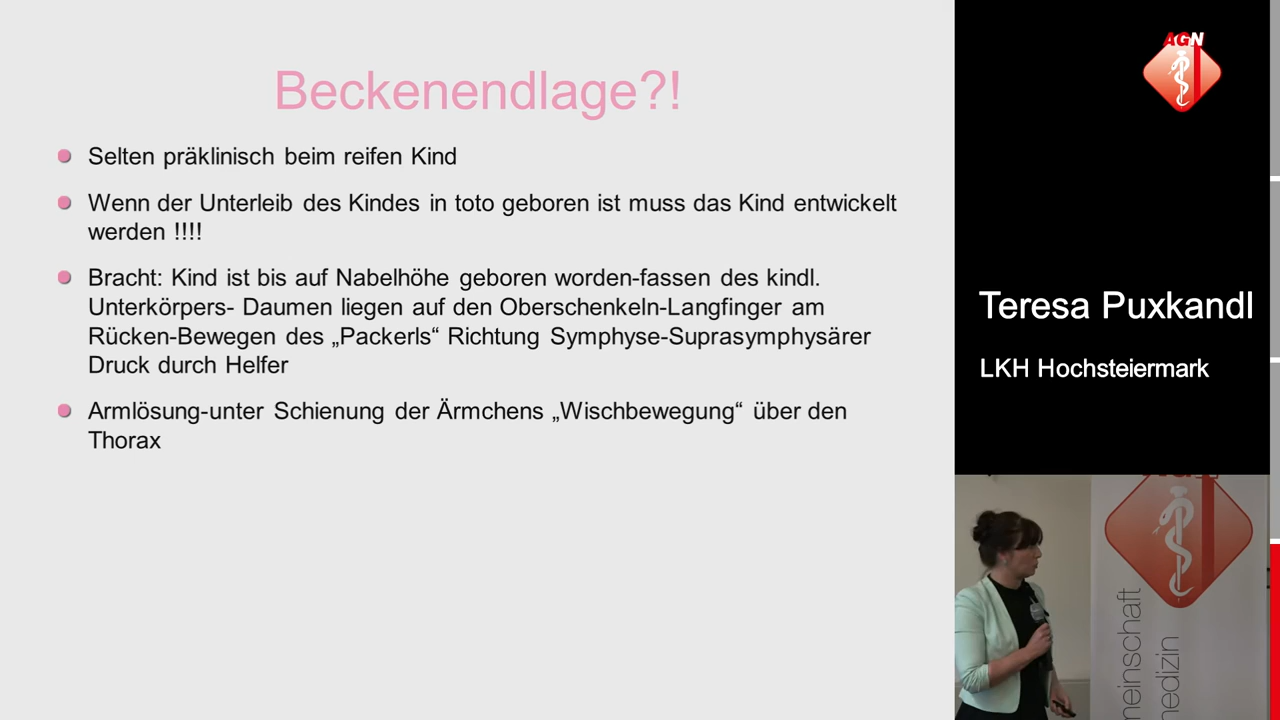 Beckenendlage?!
Selten präklinisch beim reifen Kind
Wenn der Unterleib des Kindes in toto geboren ist muss das Kind entwickelt
werden !!!!
Bracht: Kind ist bis auf Nabelhöhe geboren worden-fassen des kindl.
Unterkörpers- Daumen liegen auf den Oberschenkeln-Langfinger am
Rücken-Bewegen des „Packerls“ Richtung Symphyse-Suprasymphysärer
Druck durch Helfer
Armlösung-unter Schienung der Ärmchens „Wischbewegung“ über den
Thorax
AGN
Teresa Puxkandl
LKH Hochsteiermark
meinschaft
medizin